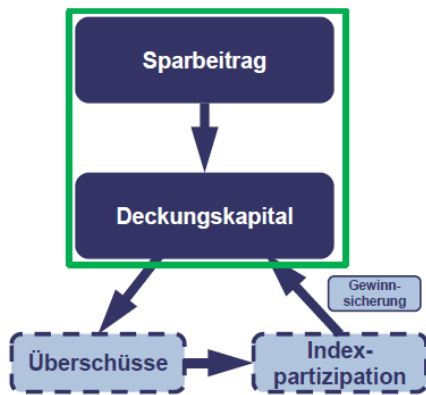 Sparbeitrag
Deckungskapital
Gewinn-
sicherung
Überschüsse
Index-
partizipation